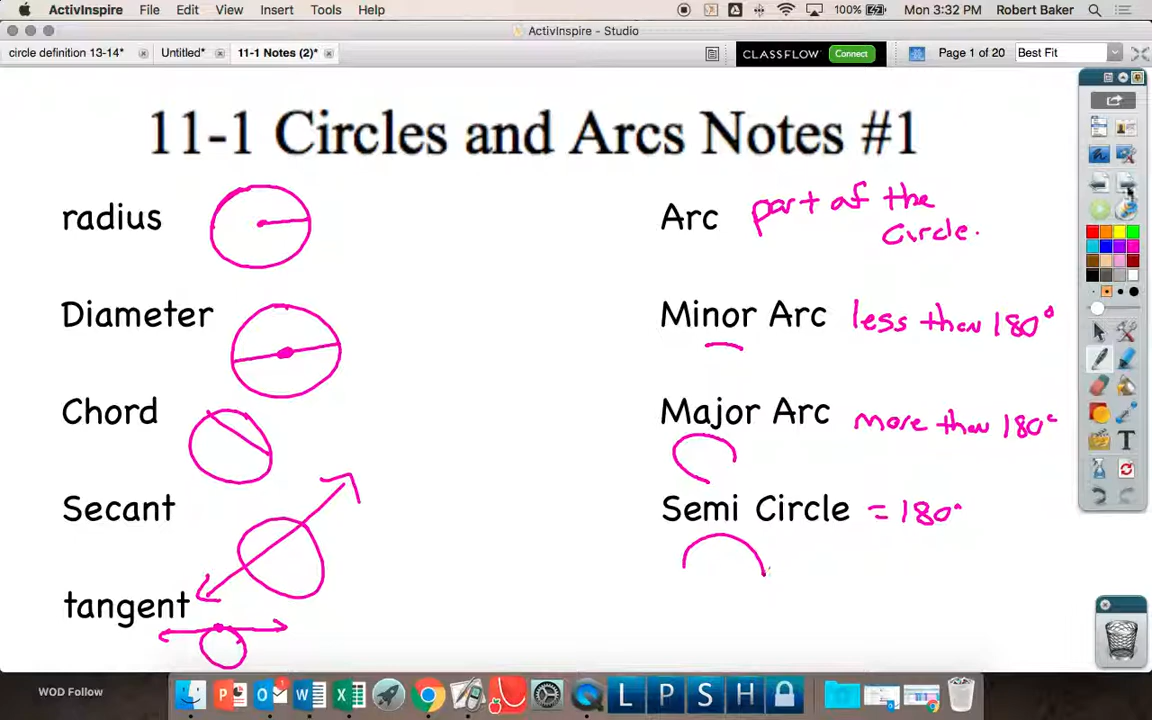 ActivInspire File Edit View Insert Tools Help 100% Mon 3:32 PM Robert Baker
ActivInspire - Studio
circle definition 13-14* Untitled* 11-1 Notes (2)* CLASSFLOW Connect Page 1 of 20 Best Fit
11-1 Circles and Arcs Notes #1
radius
Diameter
Chord
Secant
tangent
Arc part of the
circle.
Minor Arc less than 180°
Major Arc more than 180°
Semi Circle = 180°
WOD Follow
L P S H